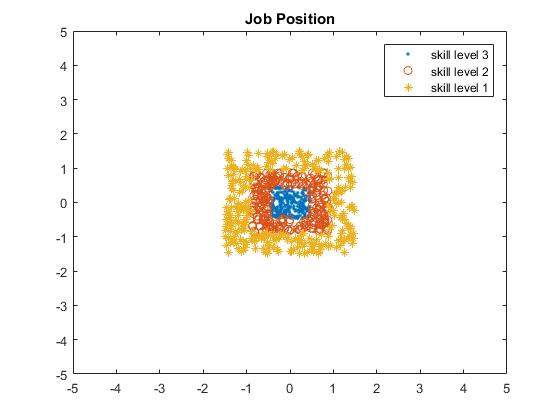 Job Position
skill level 3
skill level 2
skill level 1
5
4
3
2
1
0
-1
-2
-3
-4
-5
-5 -4 -3 -2 -1 0 1 2 3 4 5